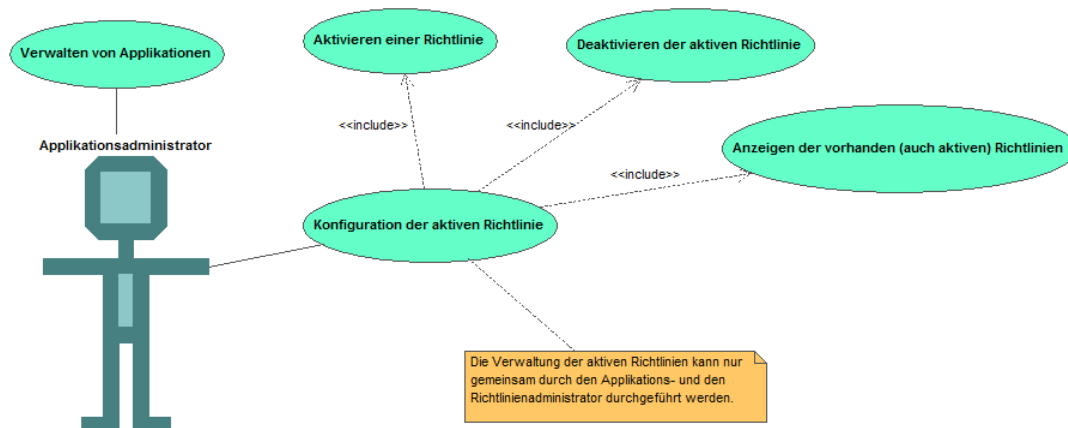 Verwalten von Applikationen
Aktivieren einer Richtlinie
Deaktivieren der aktiven Richtlinie
<<include>>
<<include>>
Applikationsadministrator
Anzeigen der vorhanden (auch aktiven) Richtlinien
<<include>>
Konfiguration der aktiven Richtlinie
Die Verwaltung der aktiven Richtlinien kann nur
gemeinsam durch den Applikations- und den
Richtlinienadministrator durchgeführt werden.